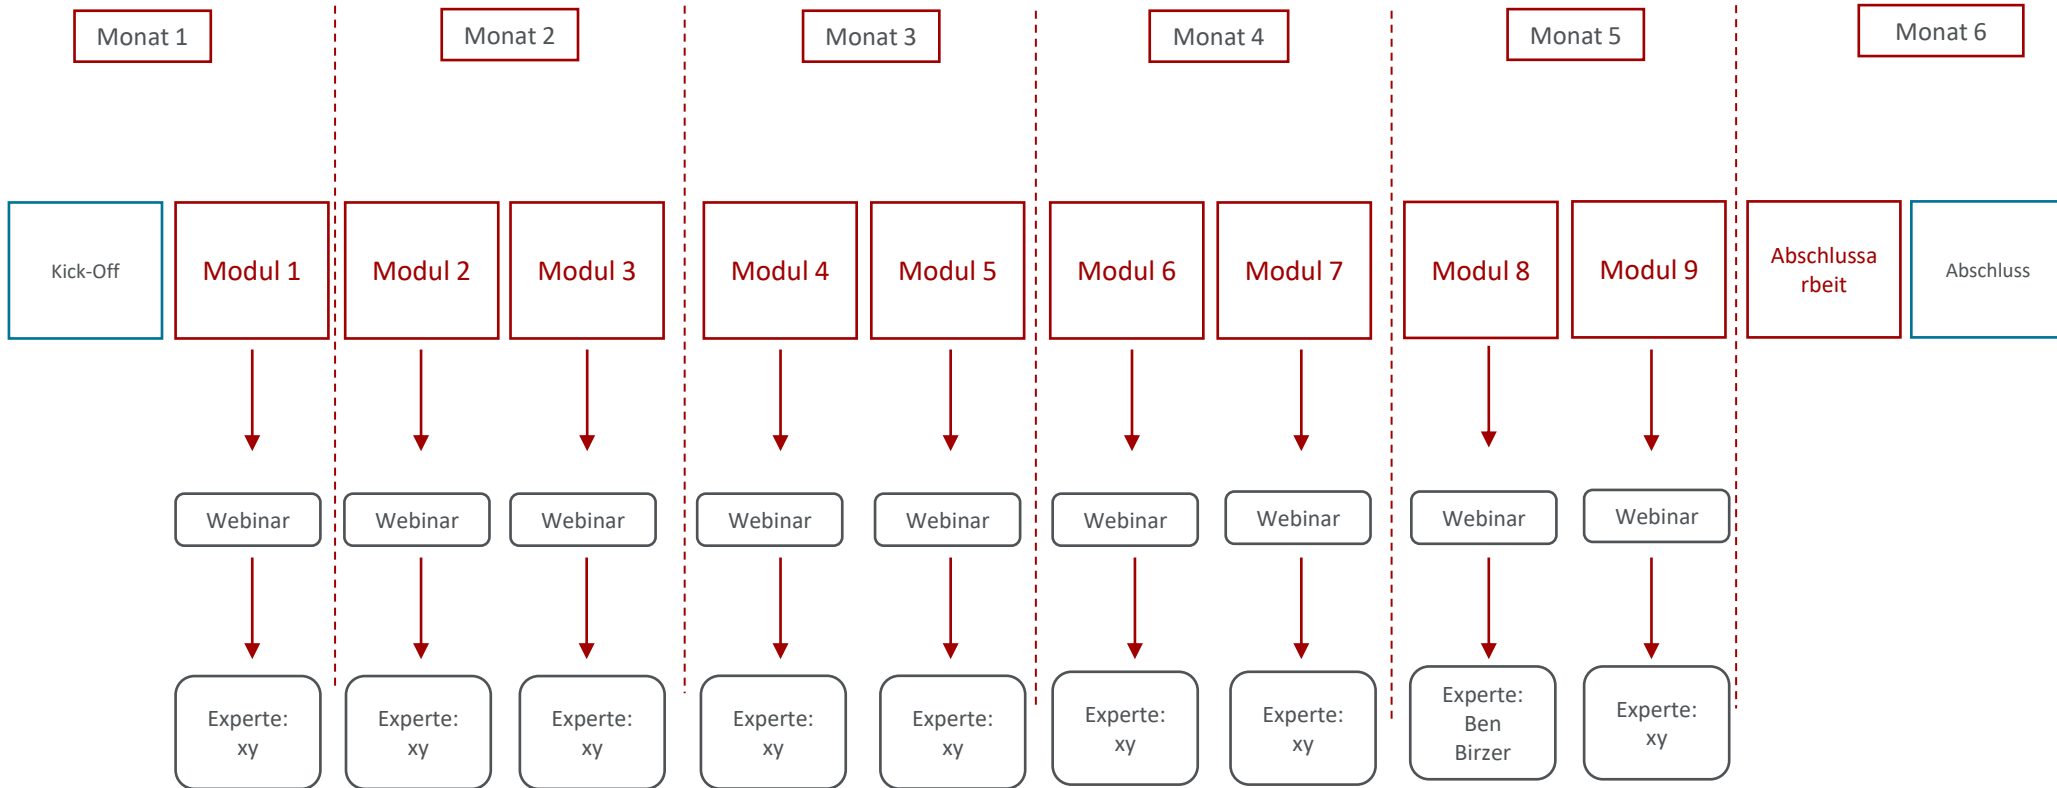 Monat 1
Monat 2
Monat 3
Monat 4
Monat 5
Monat 6
Kick-Off
Modul 1
Modul 2
Modul 3
Modul 4
Modul 5
Modul 6
Modul 7
Modul 8
Modul 9
Abschlussa
rbeit
Abschluss
Webinar
Webinar
Webinar
Webinar
Webinar
Webinar
Webinar
Webinar
Webinar
Experte:
xy
Experte:
xy
Experte:
xy
Experte:
xy
Experte:
xy
Experte:
xy
Experte:
xy
Experte:
Ben
Birzer
Experte:
xy